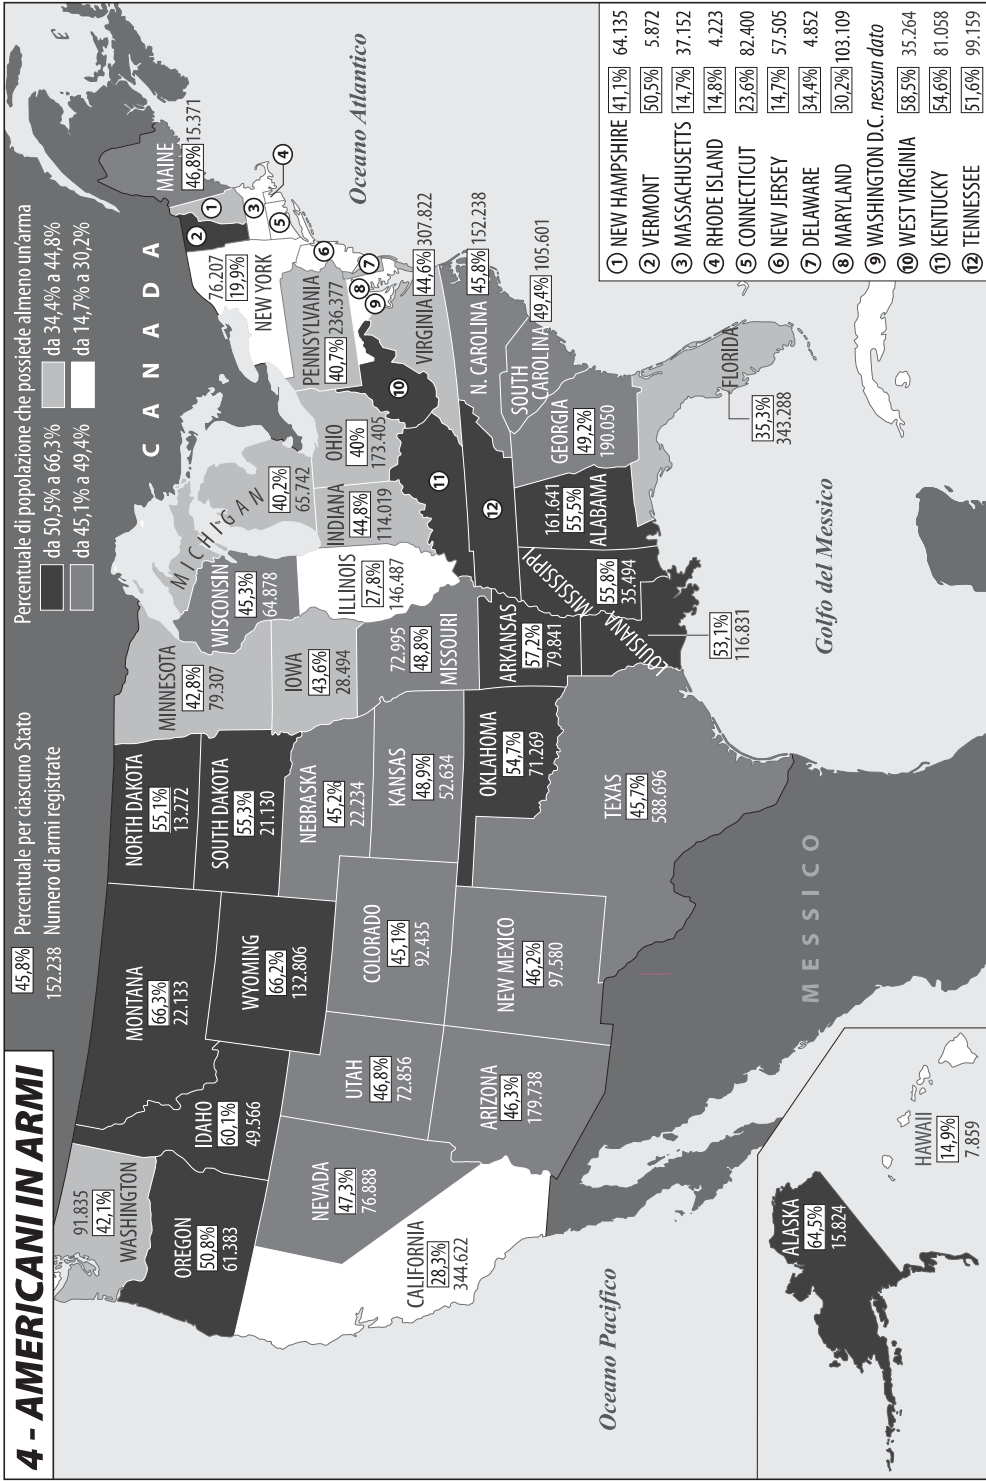 4 - AMERICANI IN ARMI
45,8% Percentuale per ciascuno Stato
152.238 Numero di armi registrate
Percentuale di popolazione che possiede almeno un'arma
da 50,5% a 66,3%
da 34,4% a 44,8%
da 45,1% a 49,4%
da 14,7% a 30,2%
C A N A D A
91.835
42,1%
WASHINGTON
OREGON
50,8%
61.383
CALIFORNIA
28,3%
344.622
NEVADA
47,3%
76.888
IDAHO
60,1%
49.566
MONTANA
66,3%
22.133
WYOMING
66,2%
132.806
UTAH
46,8%
72.856
ARIZONA
46,3%
179.738
COLORADO
45,1%
92.435
NEW MEXICO
46,2%
97.580
NORTH DAKOTA
55,1%
13.272
SOUTH DAKOTA
55,3%
21.130
NEBRASKA
45,2%
22.234
KANSAS
48,9%
52.634
OKLAHOMA
54,7%
71.269
TEXAS
45,7%
588.696
MINNESOTA
42,8%
79.307
IOWA
43,6%
28.494
72.995
48,8%
MISSOURI
ARKANSAS
57,2%
79.841
LOUISIANA
53,1%
116.831
WISCONSIN
45,3%
64.878
ILLINOIS
27,8%
146.487
MICHIGAN
40,2%
65.742
INDIANA
44,8%
114.019
OHIO
40%
173.405
MISSISSIPPI
55,8%
35.494
161.641
55,5%
ALABAMA
GEORGIA
49,2%
190.050
FLORIDA
35,3%
343.288
SOUTH
CAROLINA 49,4% 105.601
N. CAROLINA 45,8% 152.238
VIRGINIA 44,6% 307.822
PENNSYLVANIA
40,7% 236.377
76.207
19,9%
NEW YORK
MAINE
46,8% 15.371
1
2
3
4
5
6
7
8
9
10
11
12
Oceano Atlantico
Golfo del Messico
Oceano Pacifico
M E S S I C O
ALASKA
64,5%
15.824
HAWAII
14,9%
7.859
1 NEW HAMPSHIRE 41,1% 64.135
2 VERMONT 50,5% 5.872
3 MASSACHUSETTS 14,7% 37.152
4 RHODE ISLAND 14,8% 4.223
5 CONNECTICUT 23,6% 82.400
6 NEW JERSEY 14,7% 57.505
7 DELAWARE 34,4% 4.852
8 MARYLAND 30,2% 103.109
9 WASHINGTON D.C. nessun dato
10 WEST VIRGINIA 58,5% 35.264
11 KENTUCKY 54,6% 81.058
12 TENNESSEE 51,6% 99.159